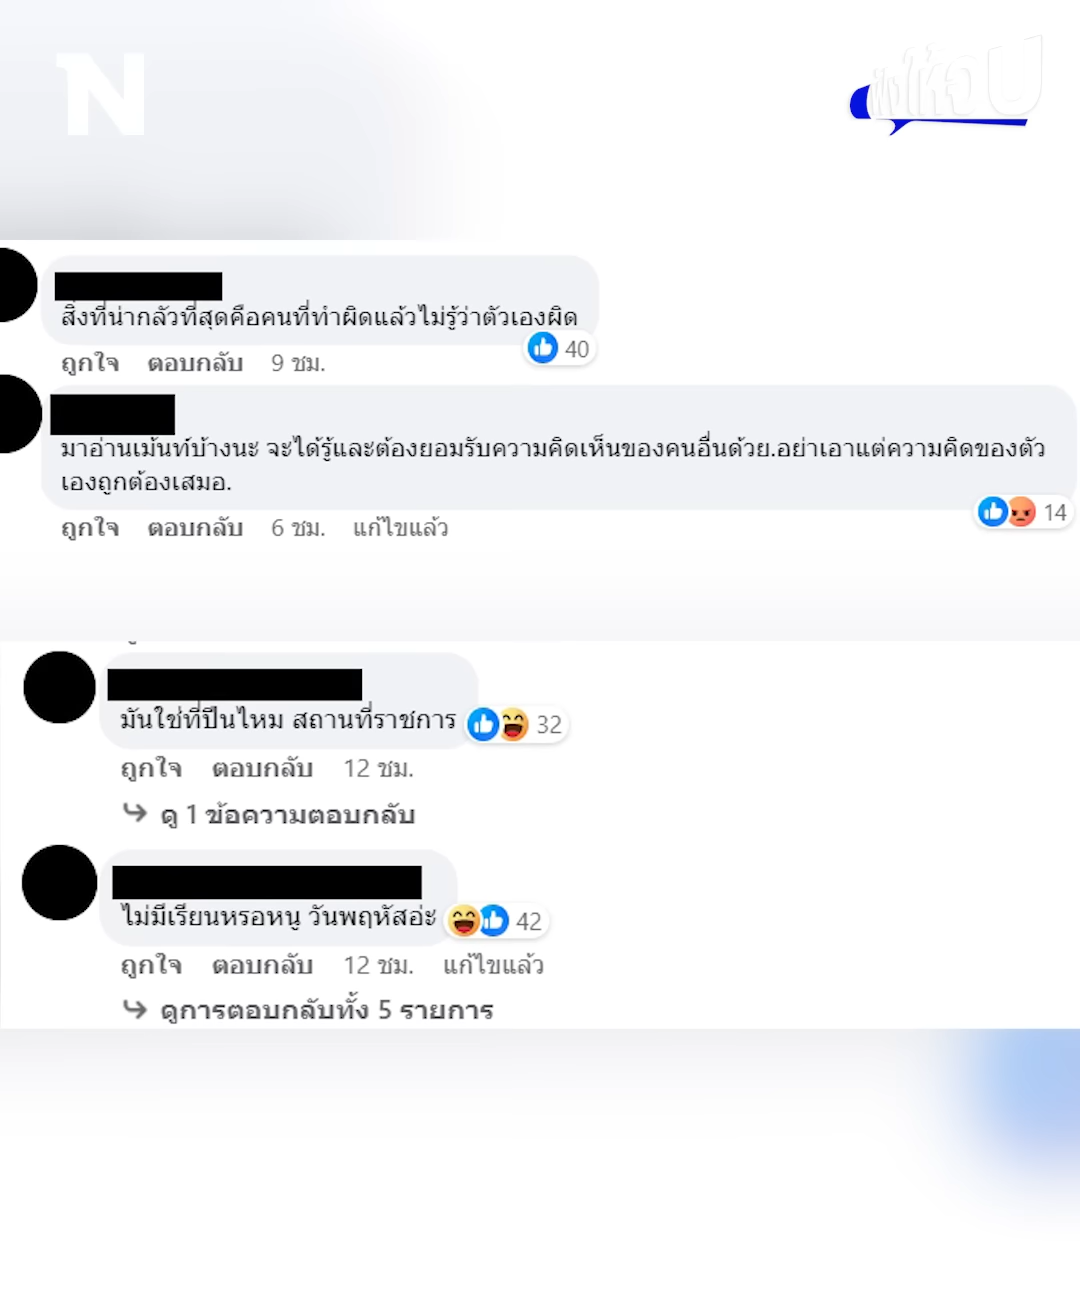 N
ฟังให้จบ
สิ่งที่น่ากลัวที่สุดคือคนที่ทำผิดแล้วไม่รู้ว่าตัวเองผิด
40
ถูกใจ ตอบกลับ 9 ชม.
มาอ่านเม้นท์บ้างนะ จะได้รู้และต้องยอมรับความคิดเห็นของคนอื่นด้วย.อย่าเอาแต่ความคิดของตัว
เองถูกต้องเสมอ.
14
ถูกใจ ตอบกลับ 6 ชม. แก้ไขแล้ว
มันใช่ที่ปีนไหม สถานที่ราชการ 32
ถูกใจ ตอบกลับ 12 ชม.
ดู 1 ข้อความตอบกลับ
ไม่มีเรียนหรอหนู วันพฤหัสอ่ะ 42
ถูกใจ ตอบกลับ 12 ชม. แก้ไขแล้ว
ดูการตอบกลับทั้ง 5 รายการ